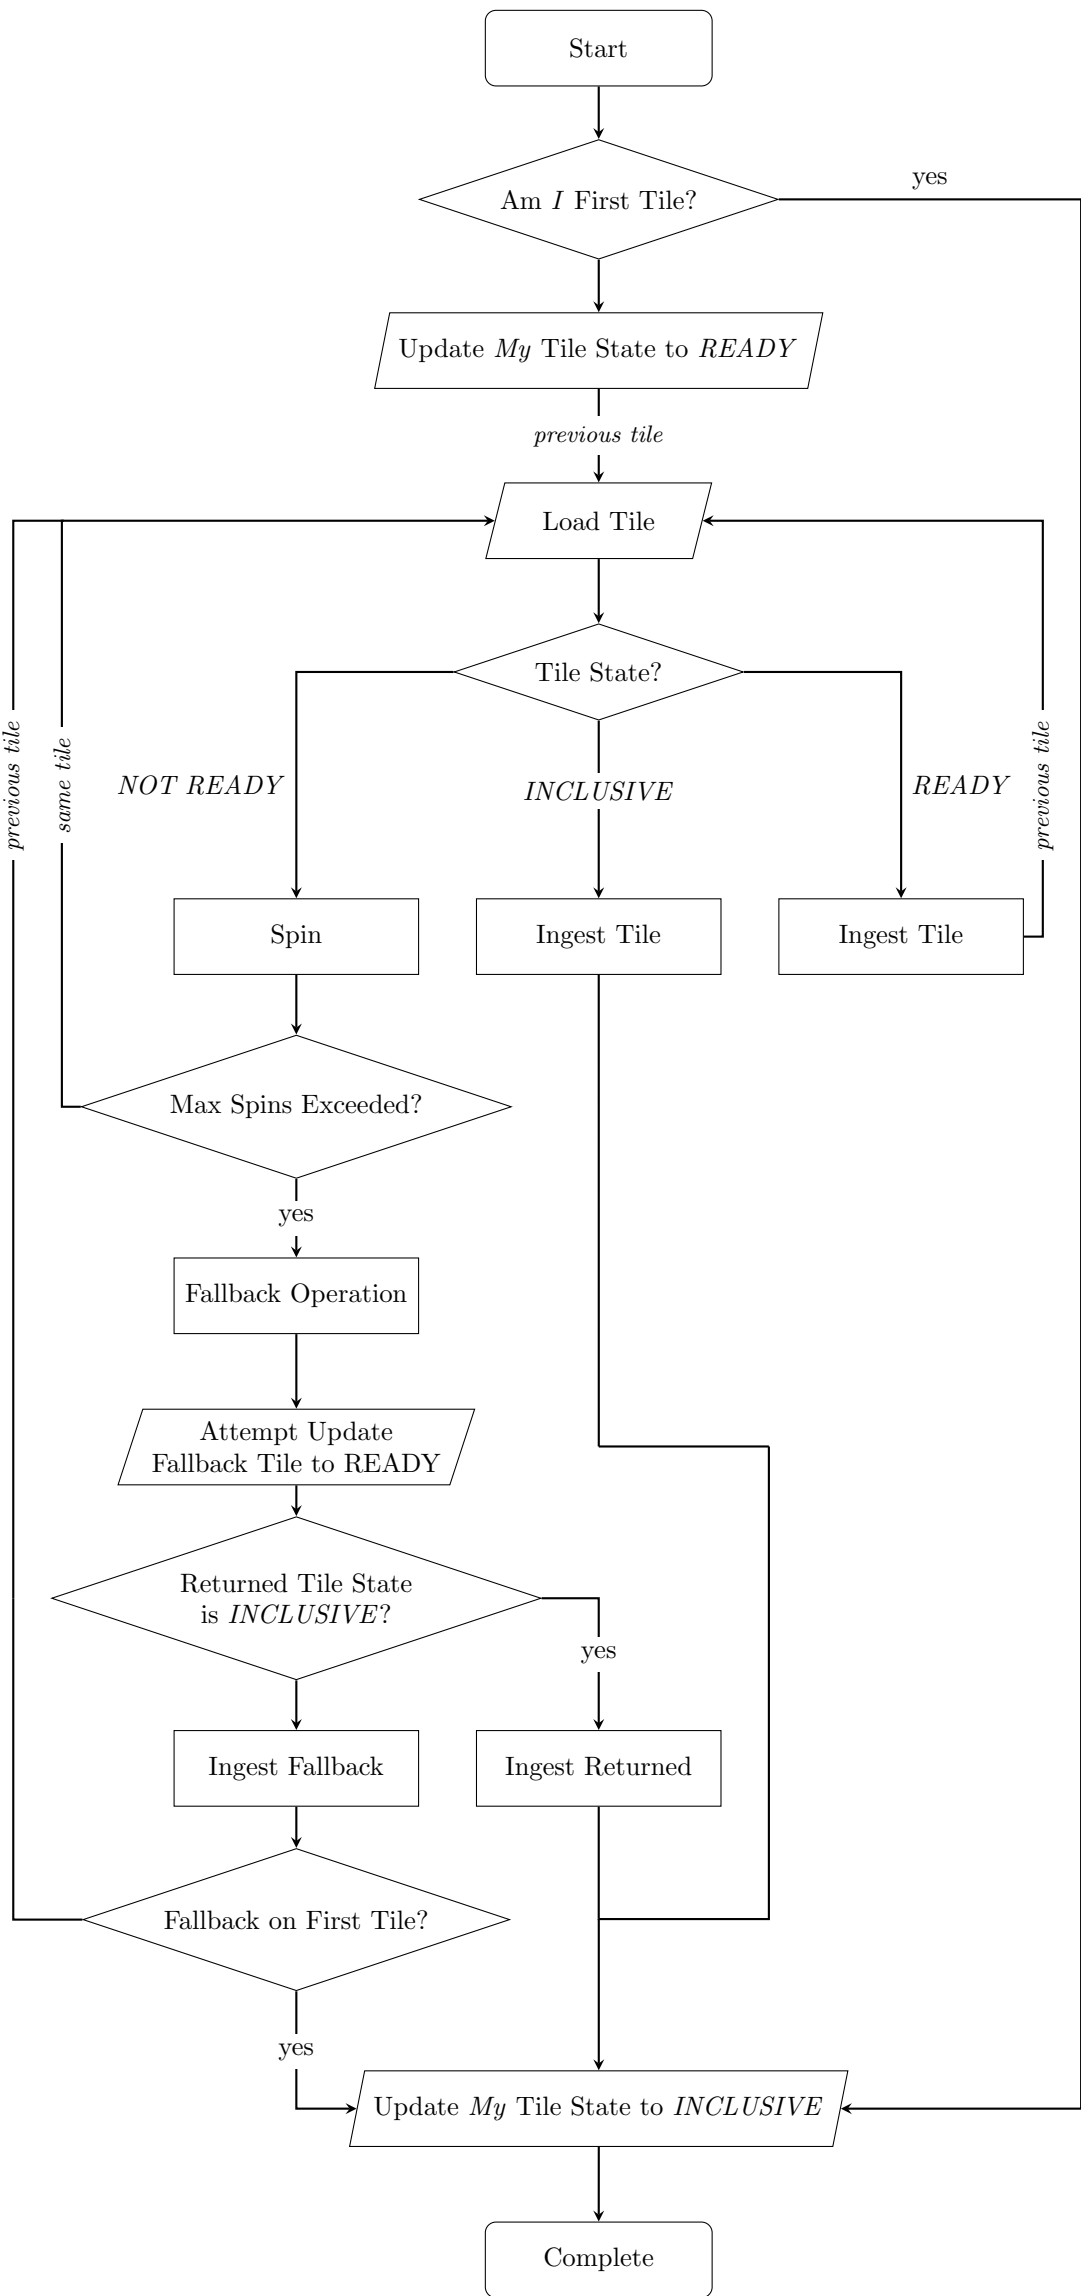 Start
yes
Am I First Tile?
Update My Tile State to READY
previous tile
Load Tile
Tile State?
previous tile
same tile
NOT READY
INCLUSIVE
READY
previous tile
Spin
Ingest Tile
Ingest Tile
Max Spins Exceeded?
yes
Fallback Operation
Attempt Update
Fallback Tile to READY
Returned Tile State
is INCLUSIVE?
yes
Ingest Fallback
Ingest Returned
Fallback on First Tile?
yes
Update My Tile State to INCLUSIVE
Complete